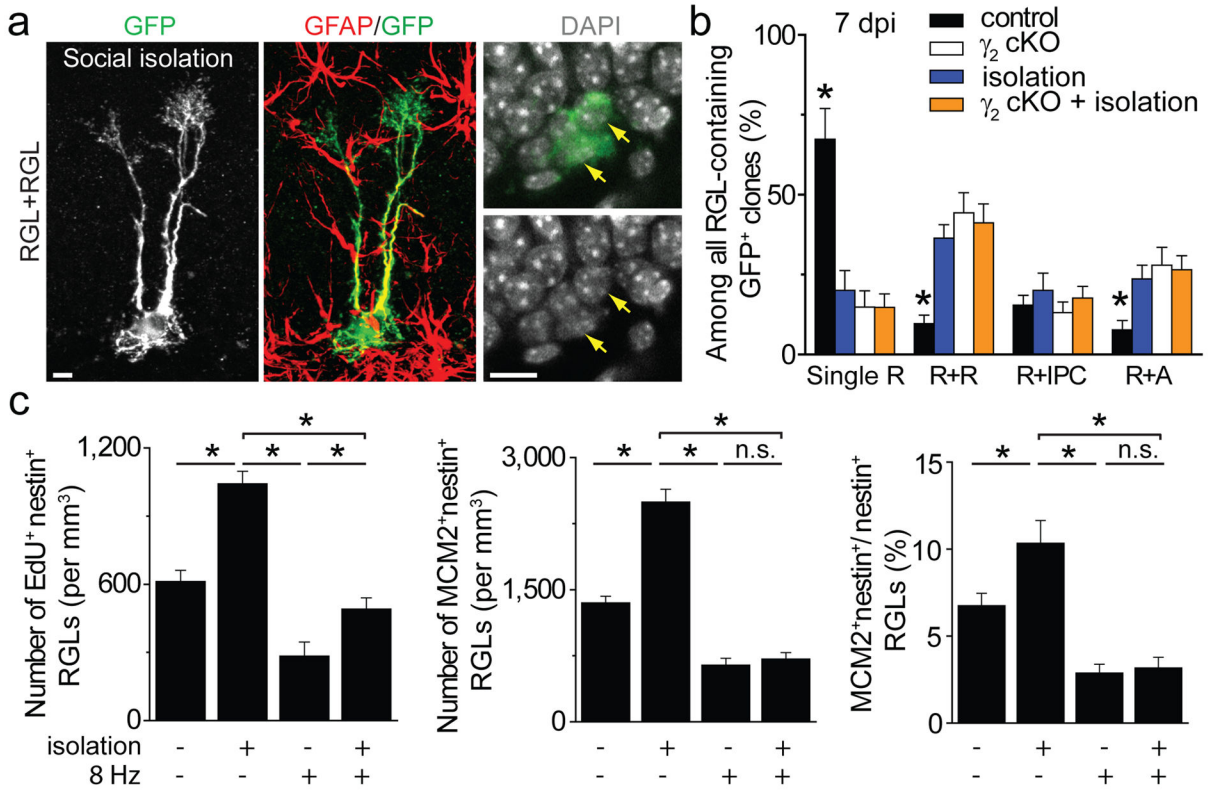 a
GFP
GFAP/GFP
DAPI
Social isolation
RGL+RGL
b
7 dpi
control
γ₂ cKO
isolation
γ₂ cKO + isolation
Among all RGL-containing
GFP⁺ clones (%)
100
50
0
*
*
*
Single R
R+R
R+IPC
R+A
c
Number of EdU⁺ nestin⁺
RGLs (per mm³)
1,200
600
0
*
* * *
Number of MCM2⁺nestin⁺
RGLs (per mm³)
3,000
1,500
0
*
* * n.s.
MCM2⁺nestin⁺/ nestin⁺
RGLs (%)
15
10
5
0
*
* * n.s.
isolation - + - + - + - + - + - +
8 Hz - - + + - - + + - - + +